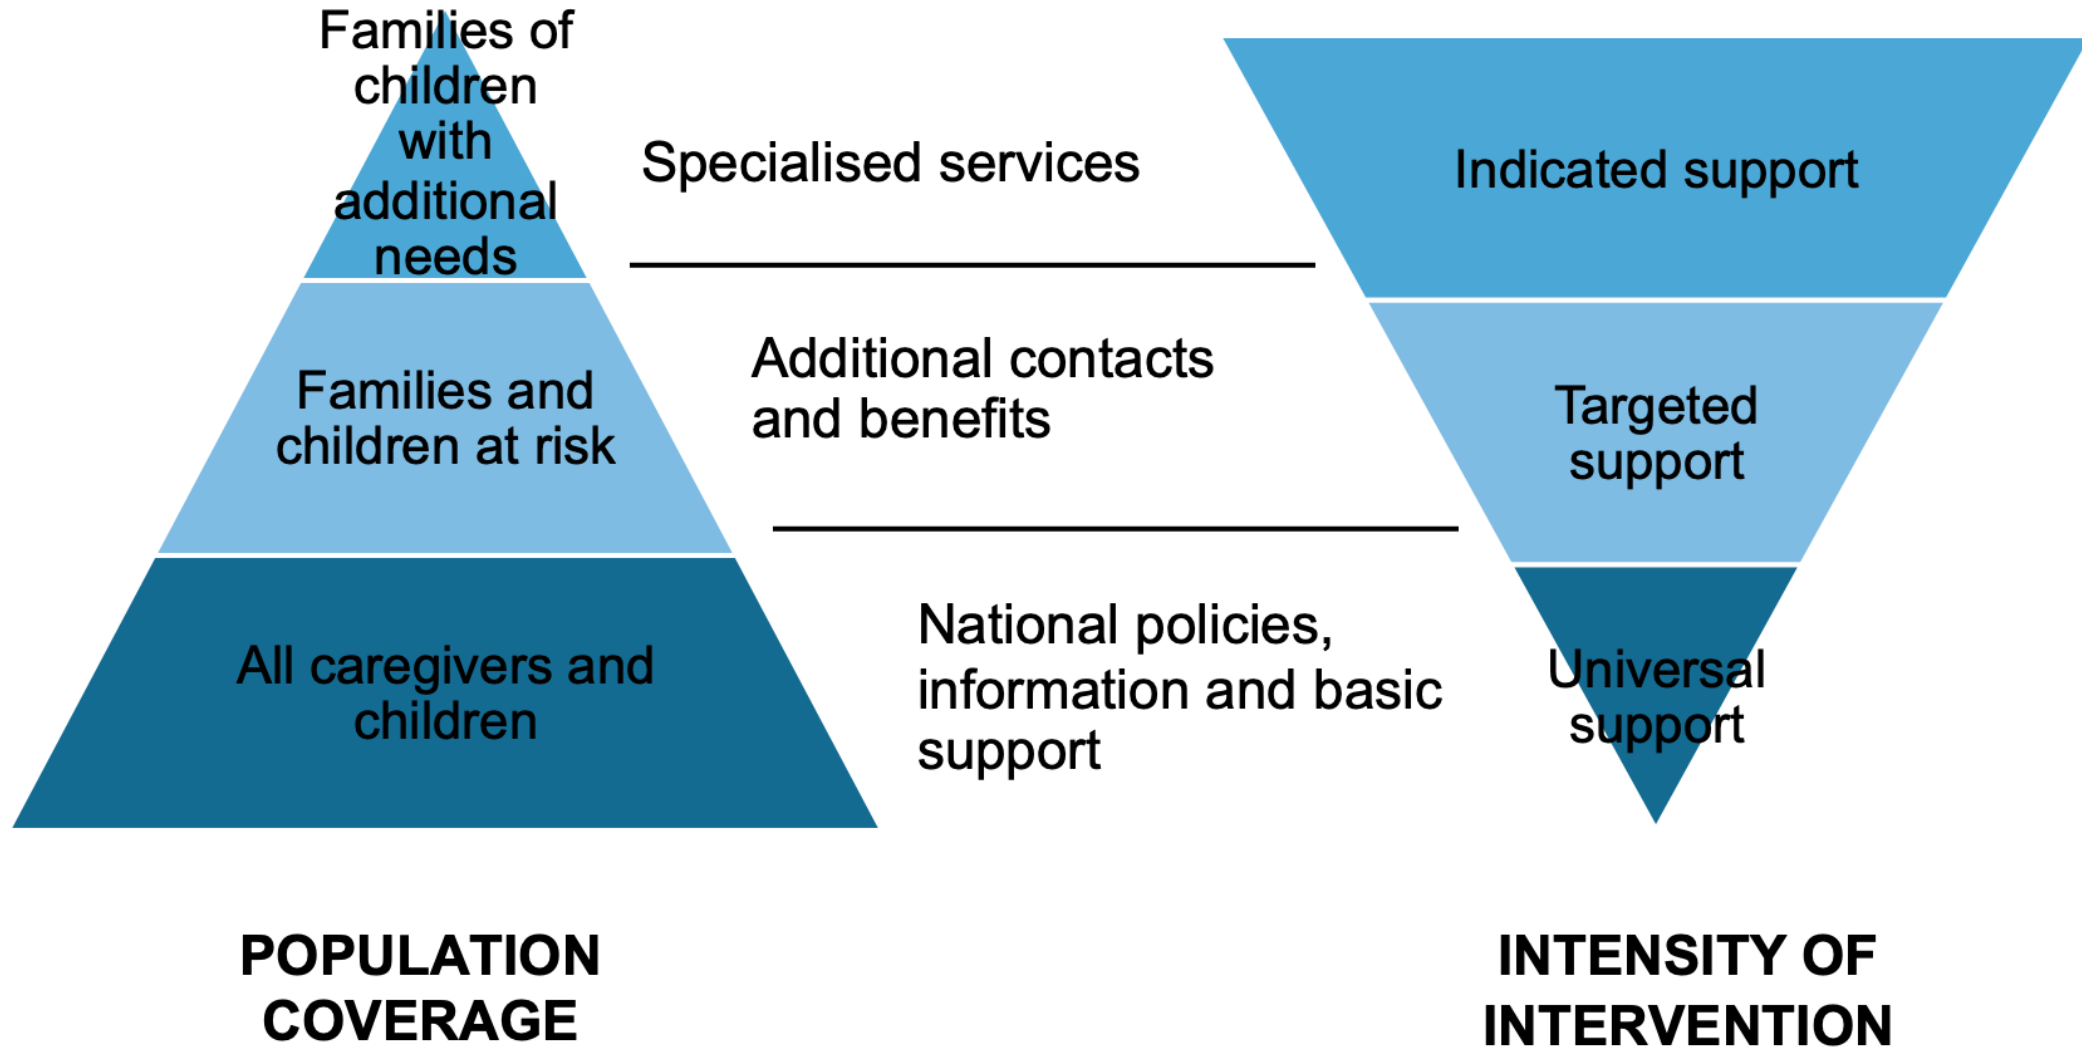 Families of
children
with
additional
needs
Specialised services
Indicated support
Families and
children at risk
Additional contacts
and benefits
Targeted
support
All caregivers and
children
National policies,
information and basic
support
Universal
support
POPULATION
COVERAGE
INTENSITY OF
INTERVENTION